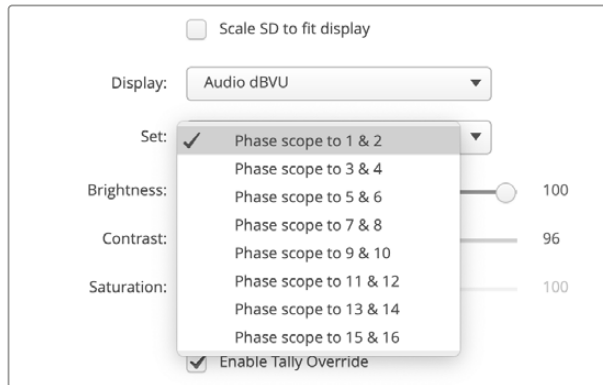 Scale SD to fit display
Display: Audio dBVU
Set: Phase scope to 1 & 2
Phase scope to 3 & 4
Phase scope to 5 & 6
Brightness: 100
Phase scope to 7 & 8
Contrast: 96
Phase scope to 9 & 10
Saturation: 100
Phase scope to 11 & 12
Phase scope to 13 & 14
Phase scope to 15 & 16
Enable Tally Override